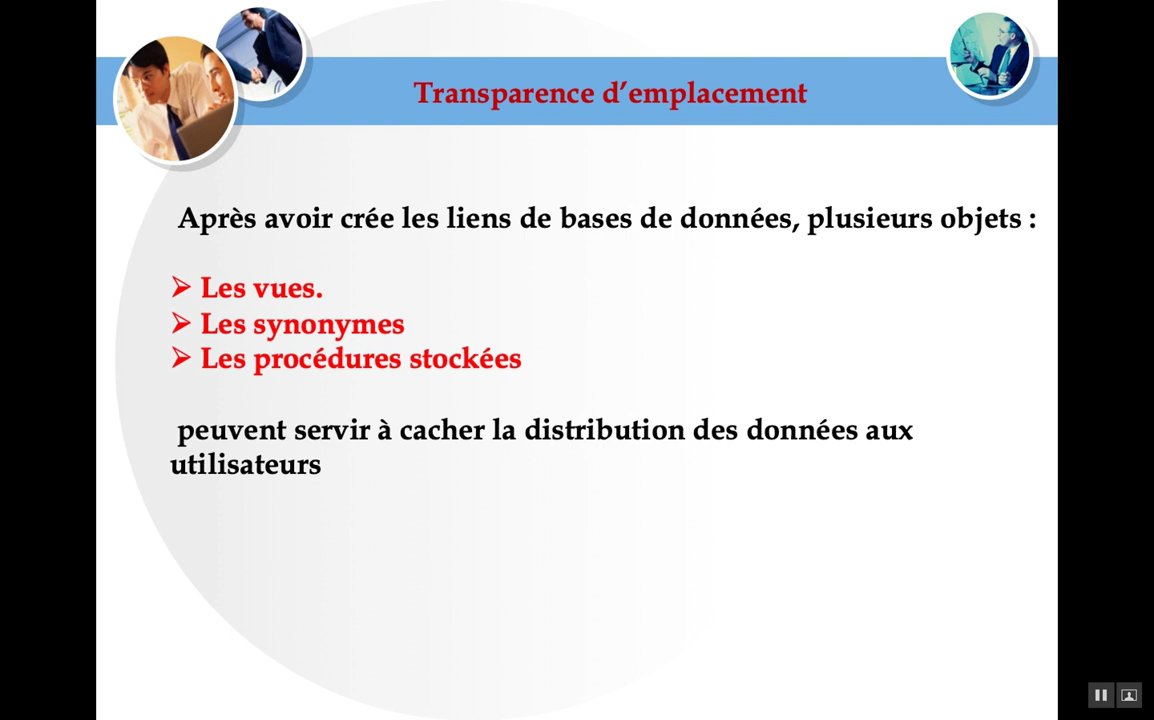 Transparence d’emplacement
Après avoir crée les liens de bases de données, plusieurs objets :
Les vues.
Les synonymes
Les procédures stockées
peuvent servir à cacher la distribution des données aux
utilisateurs